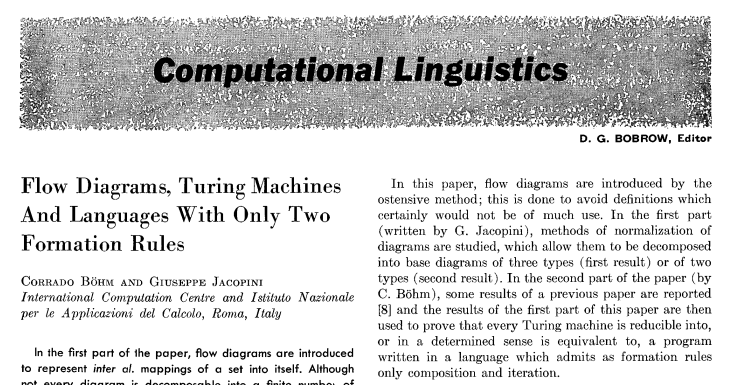 Computational Linguistics
D. G. BOBROW, Editor
Flow Diagrams, Turing Machines
And Languages With Only Two
Formation Rules
CORRADO BÖHM AND GIUSEPPE JACOPINI
International Computation Centre and Istituto Nazionale
per le Applicazioni del Calcolo, Roma, Italy
In the first part of the paper, flow diagrams are introduced
to represent inter al. mappings of a set into itself. Although
not every diagram is decomposable into a finite number of
In this paper, flow diagrams are introduced by the
ostensive method; this is done to avoid definitions which
certainly would not be of much use. In the first part
(written by G. Jacopini), methods of normalization of
diagrams are studied, which allow them to be decomposed
into base diagrams of three types (first result) or of two
types (second result). In the second part of the paper (by
C. Böhm), some results of a previous paper are reported
[8] and the results of the first part of this paper are then
used to prove that every Turing machine is reducible into,
or in a determined sense is equivalent to, a program
written in a language which admits as formation rules
only composition and iteration.